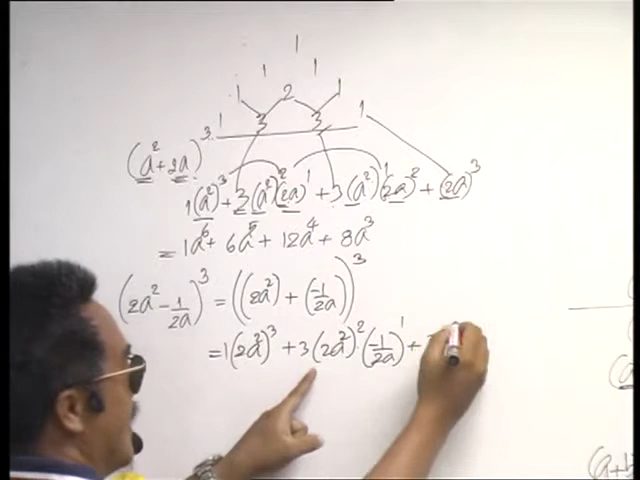 1
1 1
1 2 1
1 3 3 1
(a² + 2a)³
1(a²)³ + 3(a²)²(2a)¹ + 3(a²)¹(2a)² + (2a)³
= 1a⁶ + 6a⁵ + 12a⁴ + 8a³
(2a² - 1/2a)³ = ((2a²) + (-1/2a))³
= 1(2a²)³ + 3(2a²)²(-1/2a)¹ +
(a
(a+b